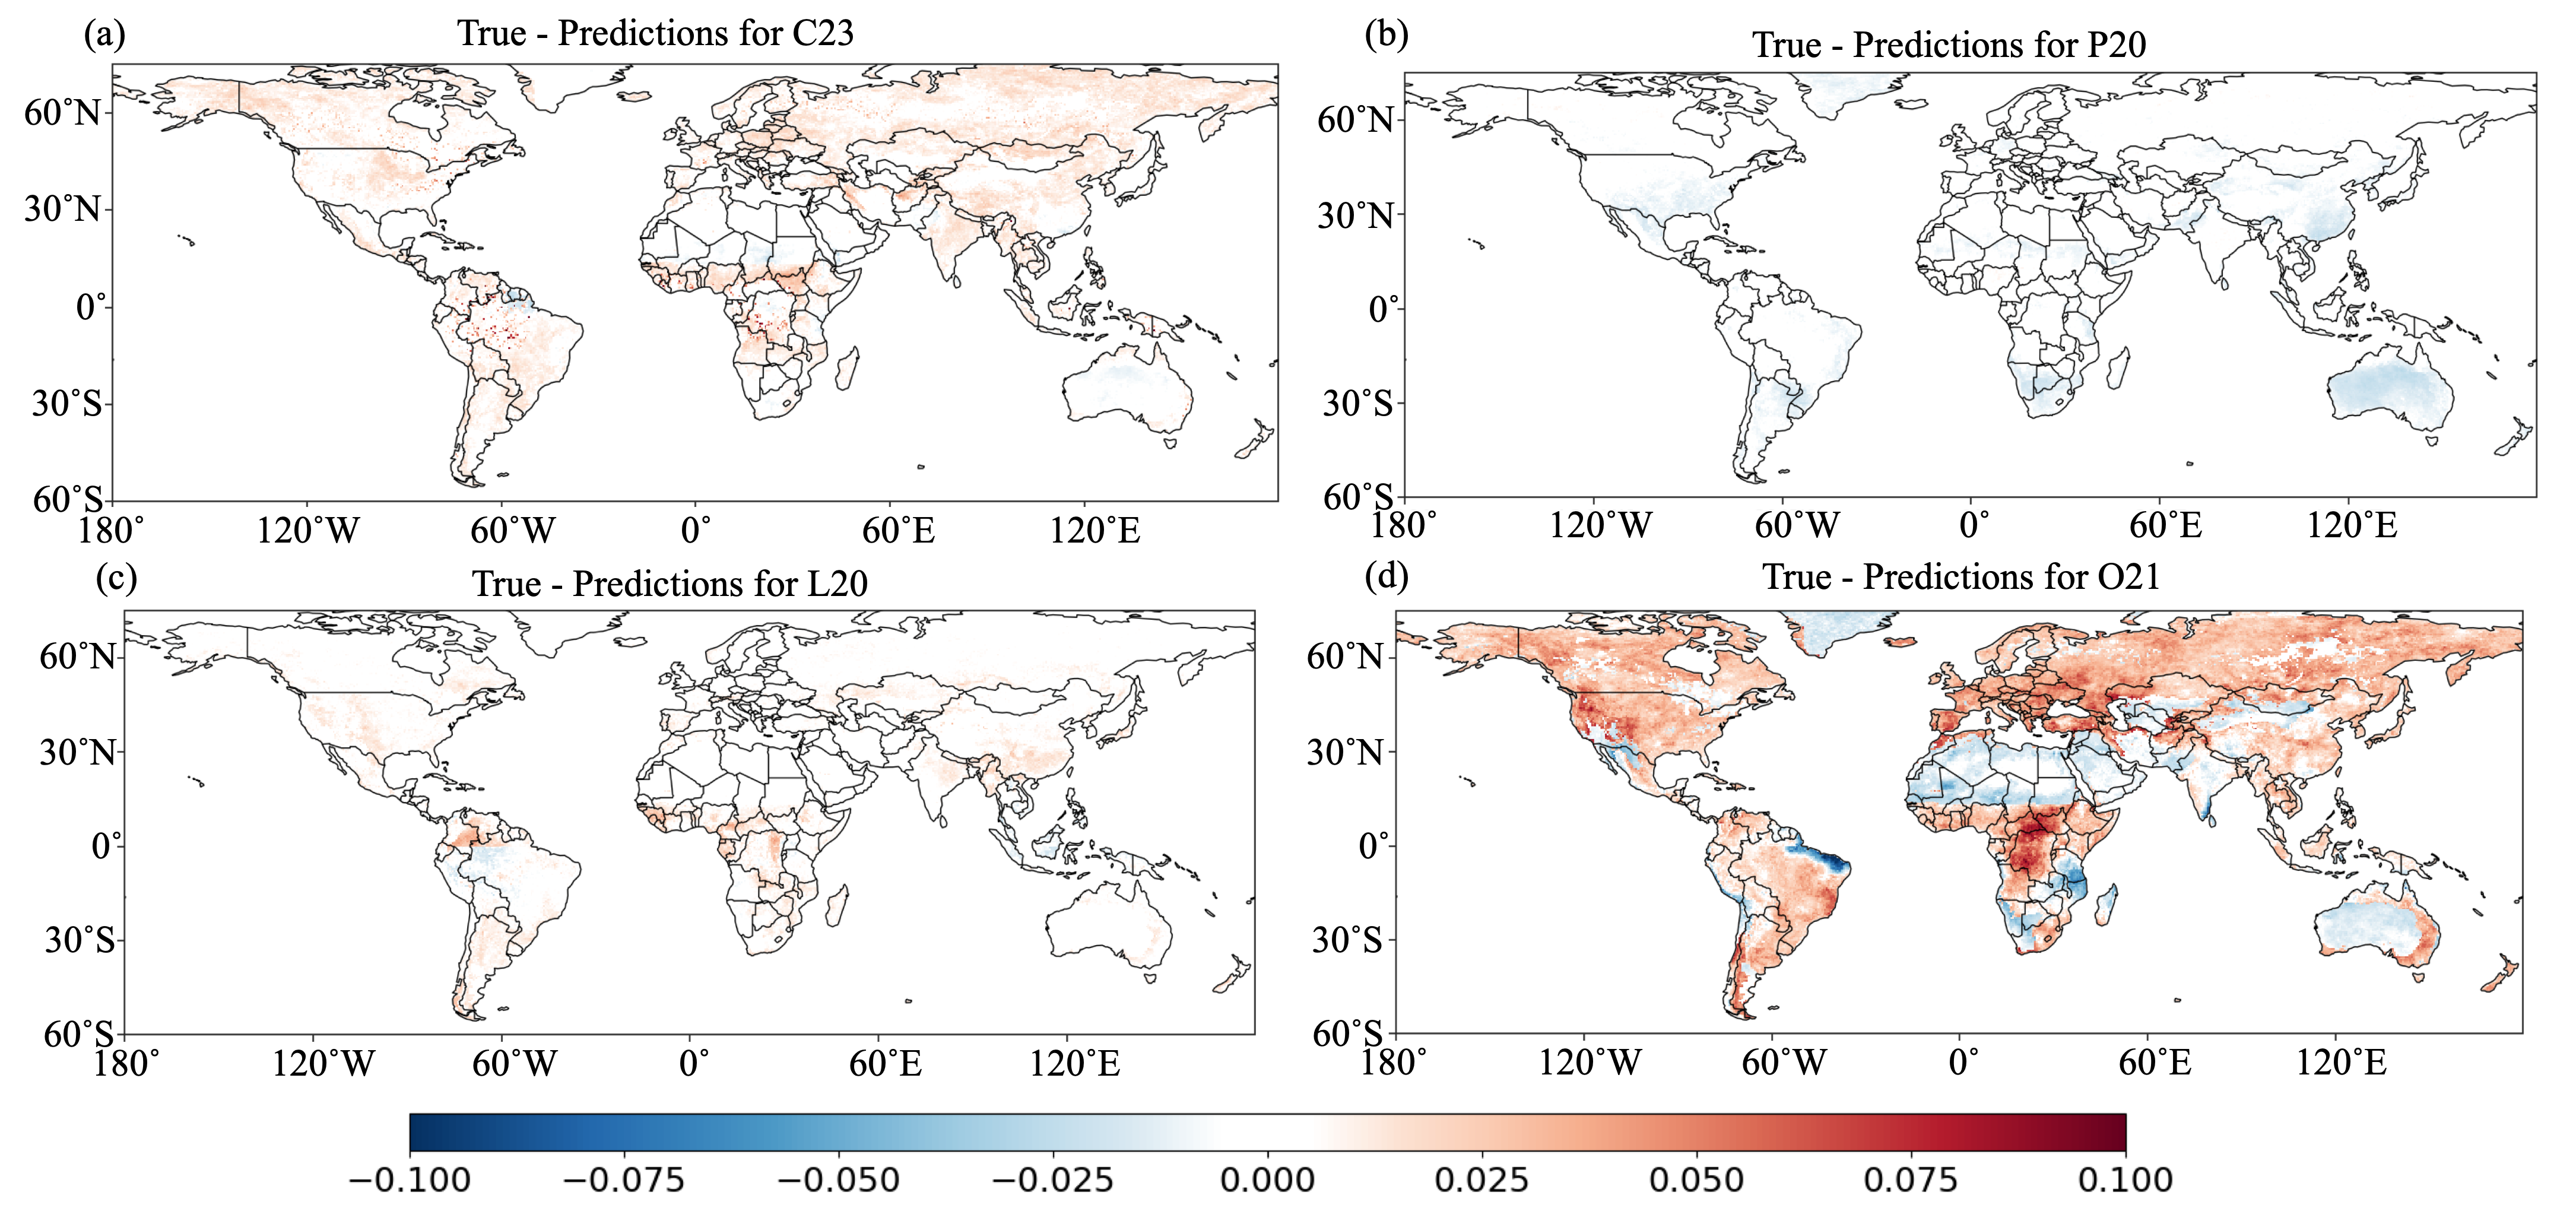 (a) True - Predictions for C23
60°N
30°N
0°
30°S
60°S
180° 120°W 60°W 0° 60°E 120°E
(b) True - Predictions for P20
60°N
30°N
0°
30°S
60°S
180° 120°W 60°W 0° 60°E 120°E
(c) True - Predictions for L20
60°N
30°N
0°
30°S
60°S
180° 120°W 60°W 0° 60°E 120°E
(d) True - Predictions for O21
60°N
30°N
0°
30°S
60°S
180° 120°W 60°W 0° 60°E 120°E
−0.100 −0.075 −0.050 −0.025 0.000 0.025 0.050 0.075 0.100